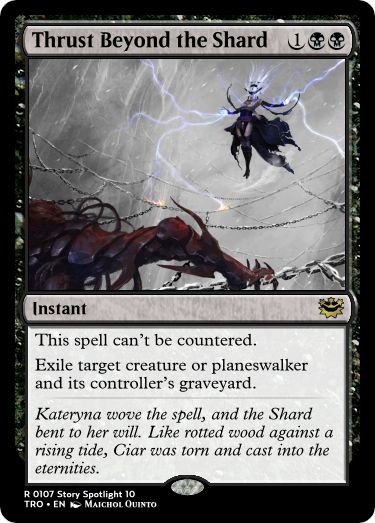 Thrust Beyond the Shard 1
Instant
This spell can't be countered.
Exile target creature or planeswalker
and its controller's graveyard.
Kateryna wove the spell, and the Shard
bent to her will. Like rotted wood against a
rising tide, Ciar was torn and cast into the
eternities.
R 0107 Story Spotlight 10
TRO • EN Maichol Quinto